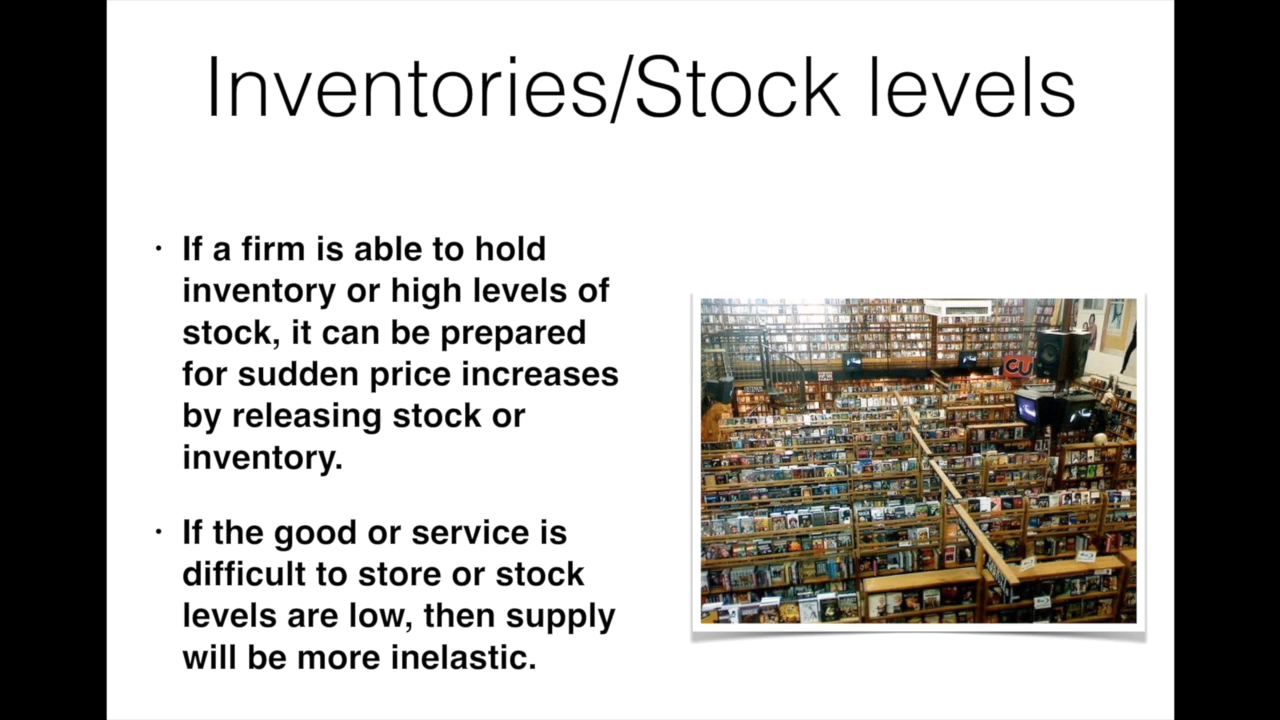 Inventories/Stock levels
• If a firm is able to hold
inventory or high levels of
stock, it can be prepared
for sudden price increases
by releasing stock or
inventory.
• If the good or service is
difficult to store or stock
levels are low, then supply
will be more inelastic.
CU